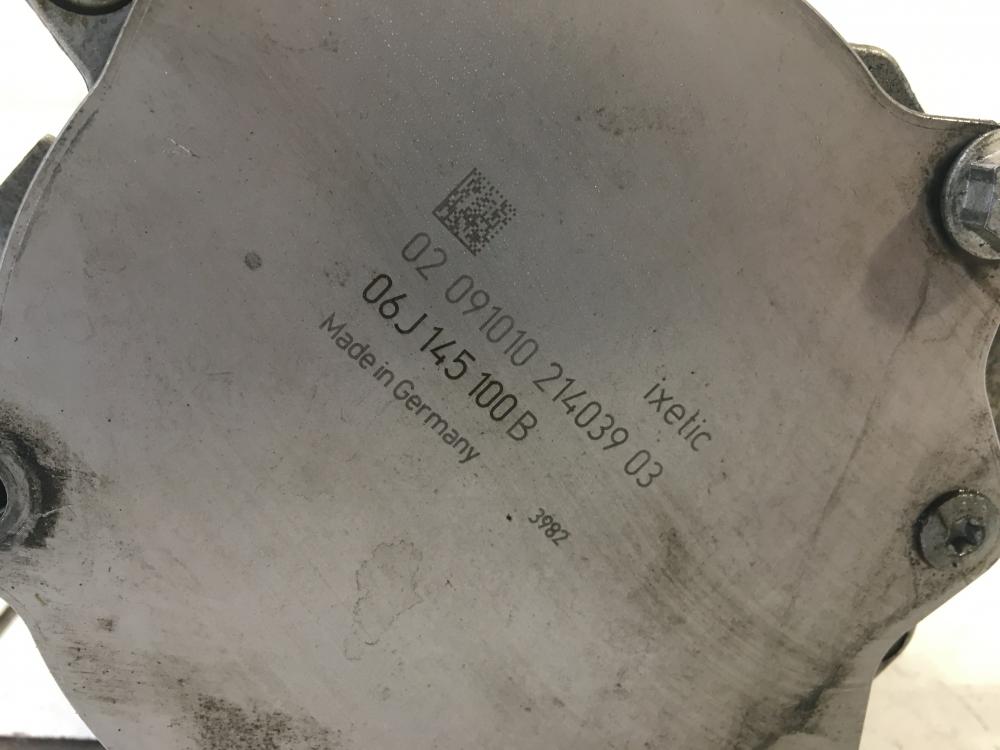 02 091010 214039 03
06J 145 100 B
Made in Germany
ixetic
3982